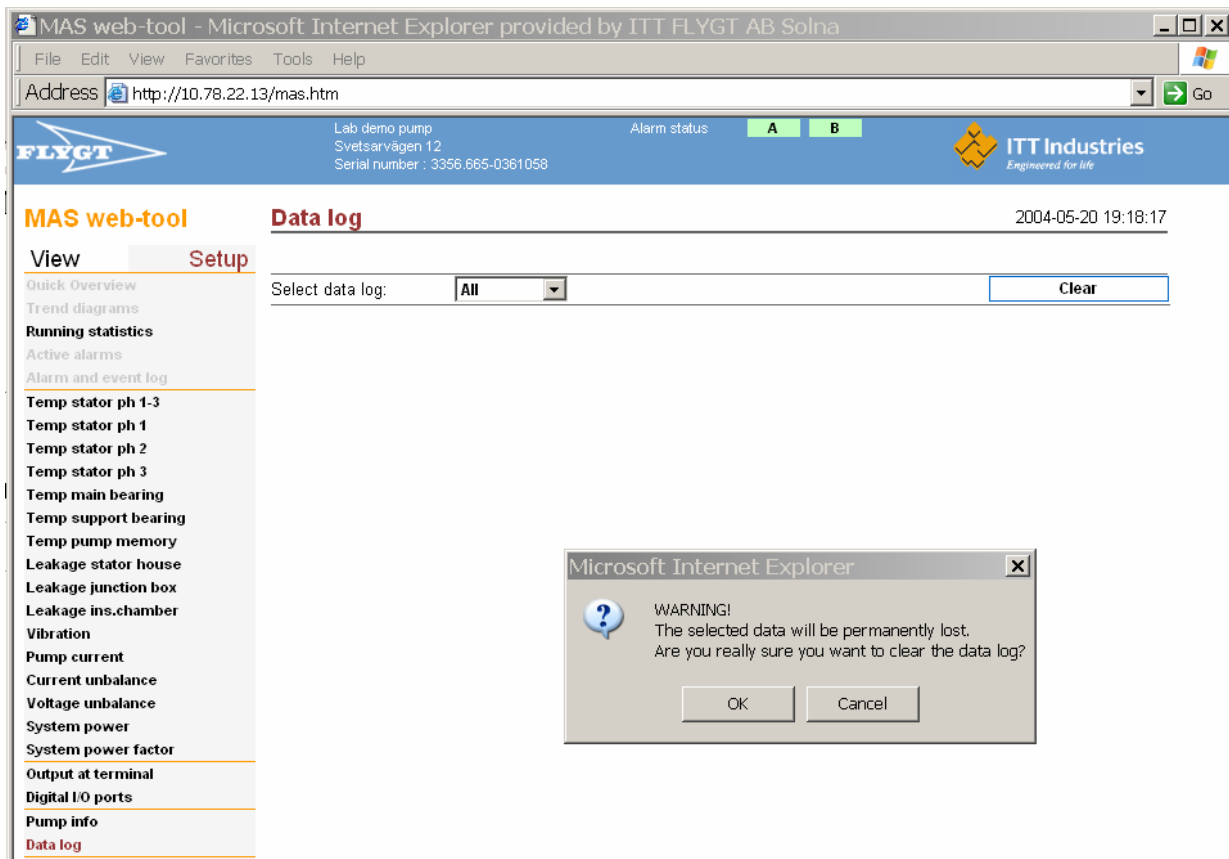 MAS web-tool - Microsoft Internet Explorer provided by ITT FLYGT AB Solna
File Edit View Favorites Tools Help
Address http://10.78.22.13/mas.htm Go
FLYGT
Lab demo pump
Svetsarvägen 12
Serial number : 3356.665-0361058
Alarm status A B
ITT Industries
Engineered for life
MAS web-tool
Data log 2004-05-20 19:18:17
View Setup
Select data log: All Clear
Quick Overview
Trend diagrams
Running statistics
Active alarms
Alarm and event log
Temp stator ph 1-3
Temp stator ph 1
Temp stator ph 2
Temp stator ph 3
Temp main bearing
Temp support bearing
Temp pump memory
Leakage stator house
Leakage junction box
Leakage ins.chamber
Vibration
Pump current
Current unbalance
Voltage unbalance
System power
System power factor
Output at terminal
Digital I/O ports
Pump info
Data log
Microsoft Internet Explorer
WARNING!
The selected data will be permanently lost.
Are you really sure you want to clear the data log?
OK Cancel